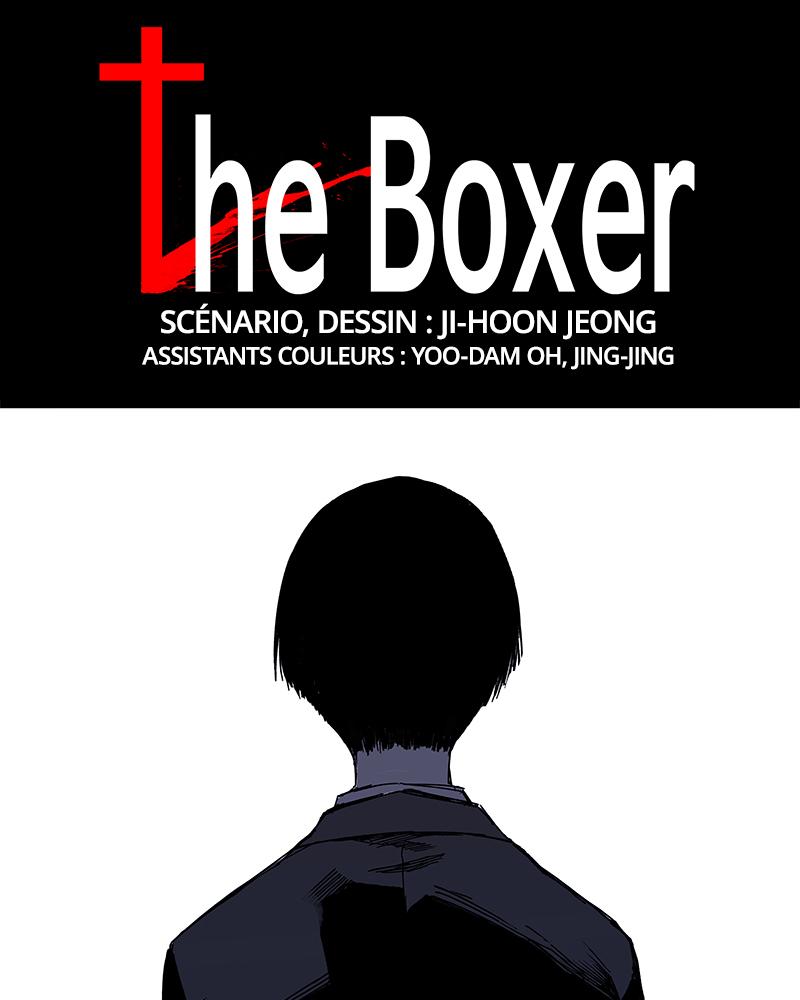 the Boxer
SCÉNARIO, DESSIN : JI-HOON JEONG
ASSISTANTS COULEURS : YOO-DAM OH, JING-JING